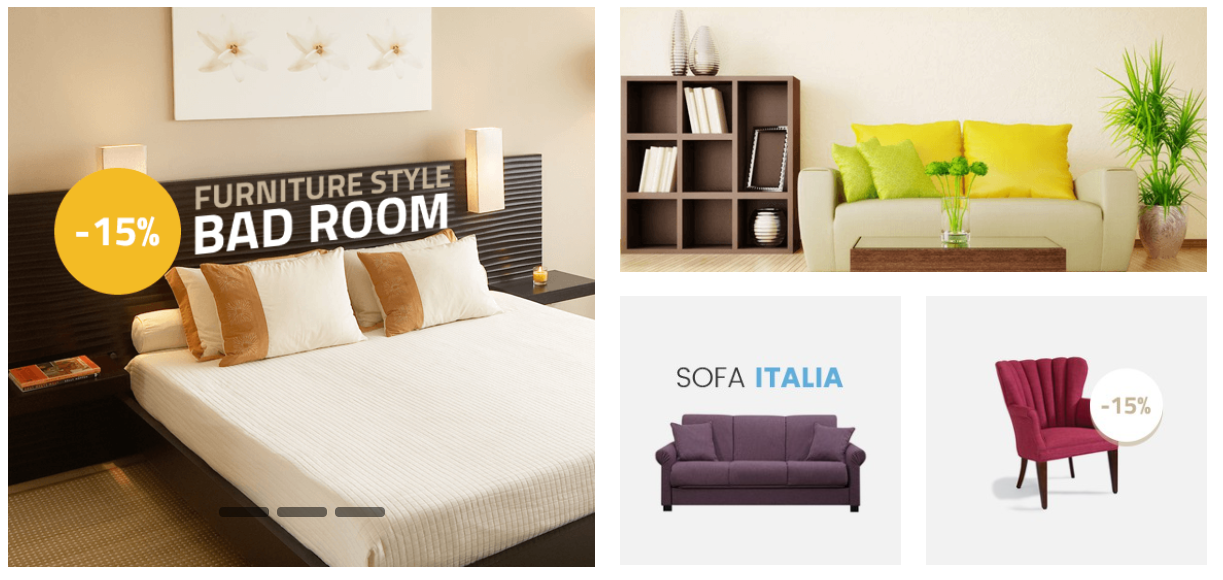 FURNITURE STYLE
BAD ROOM
-15%
SOFA ITALIA
-15%